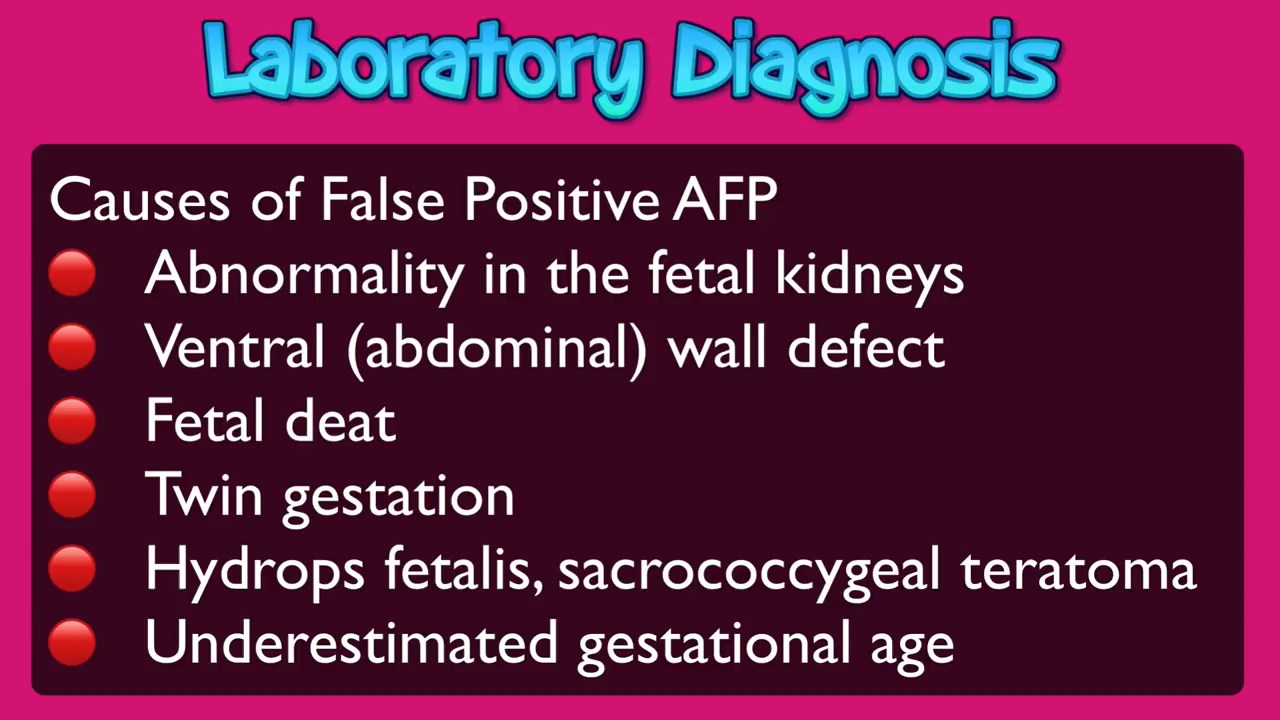 Laboratory Diagnosis
Causes of False Positive AFP
Abnormality in the fetal kidneys
Ventral (abdominal) wall defect
Fetal deat
Twin gestation
Hydrops fetalis, sacrococcygeal teratoma
Underestimated gestational age